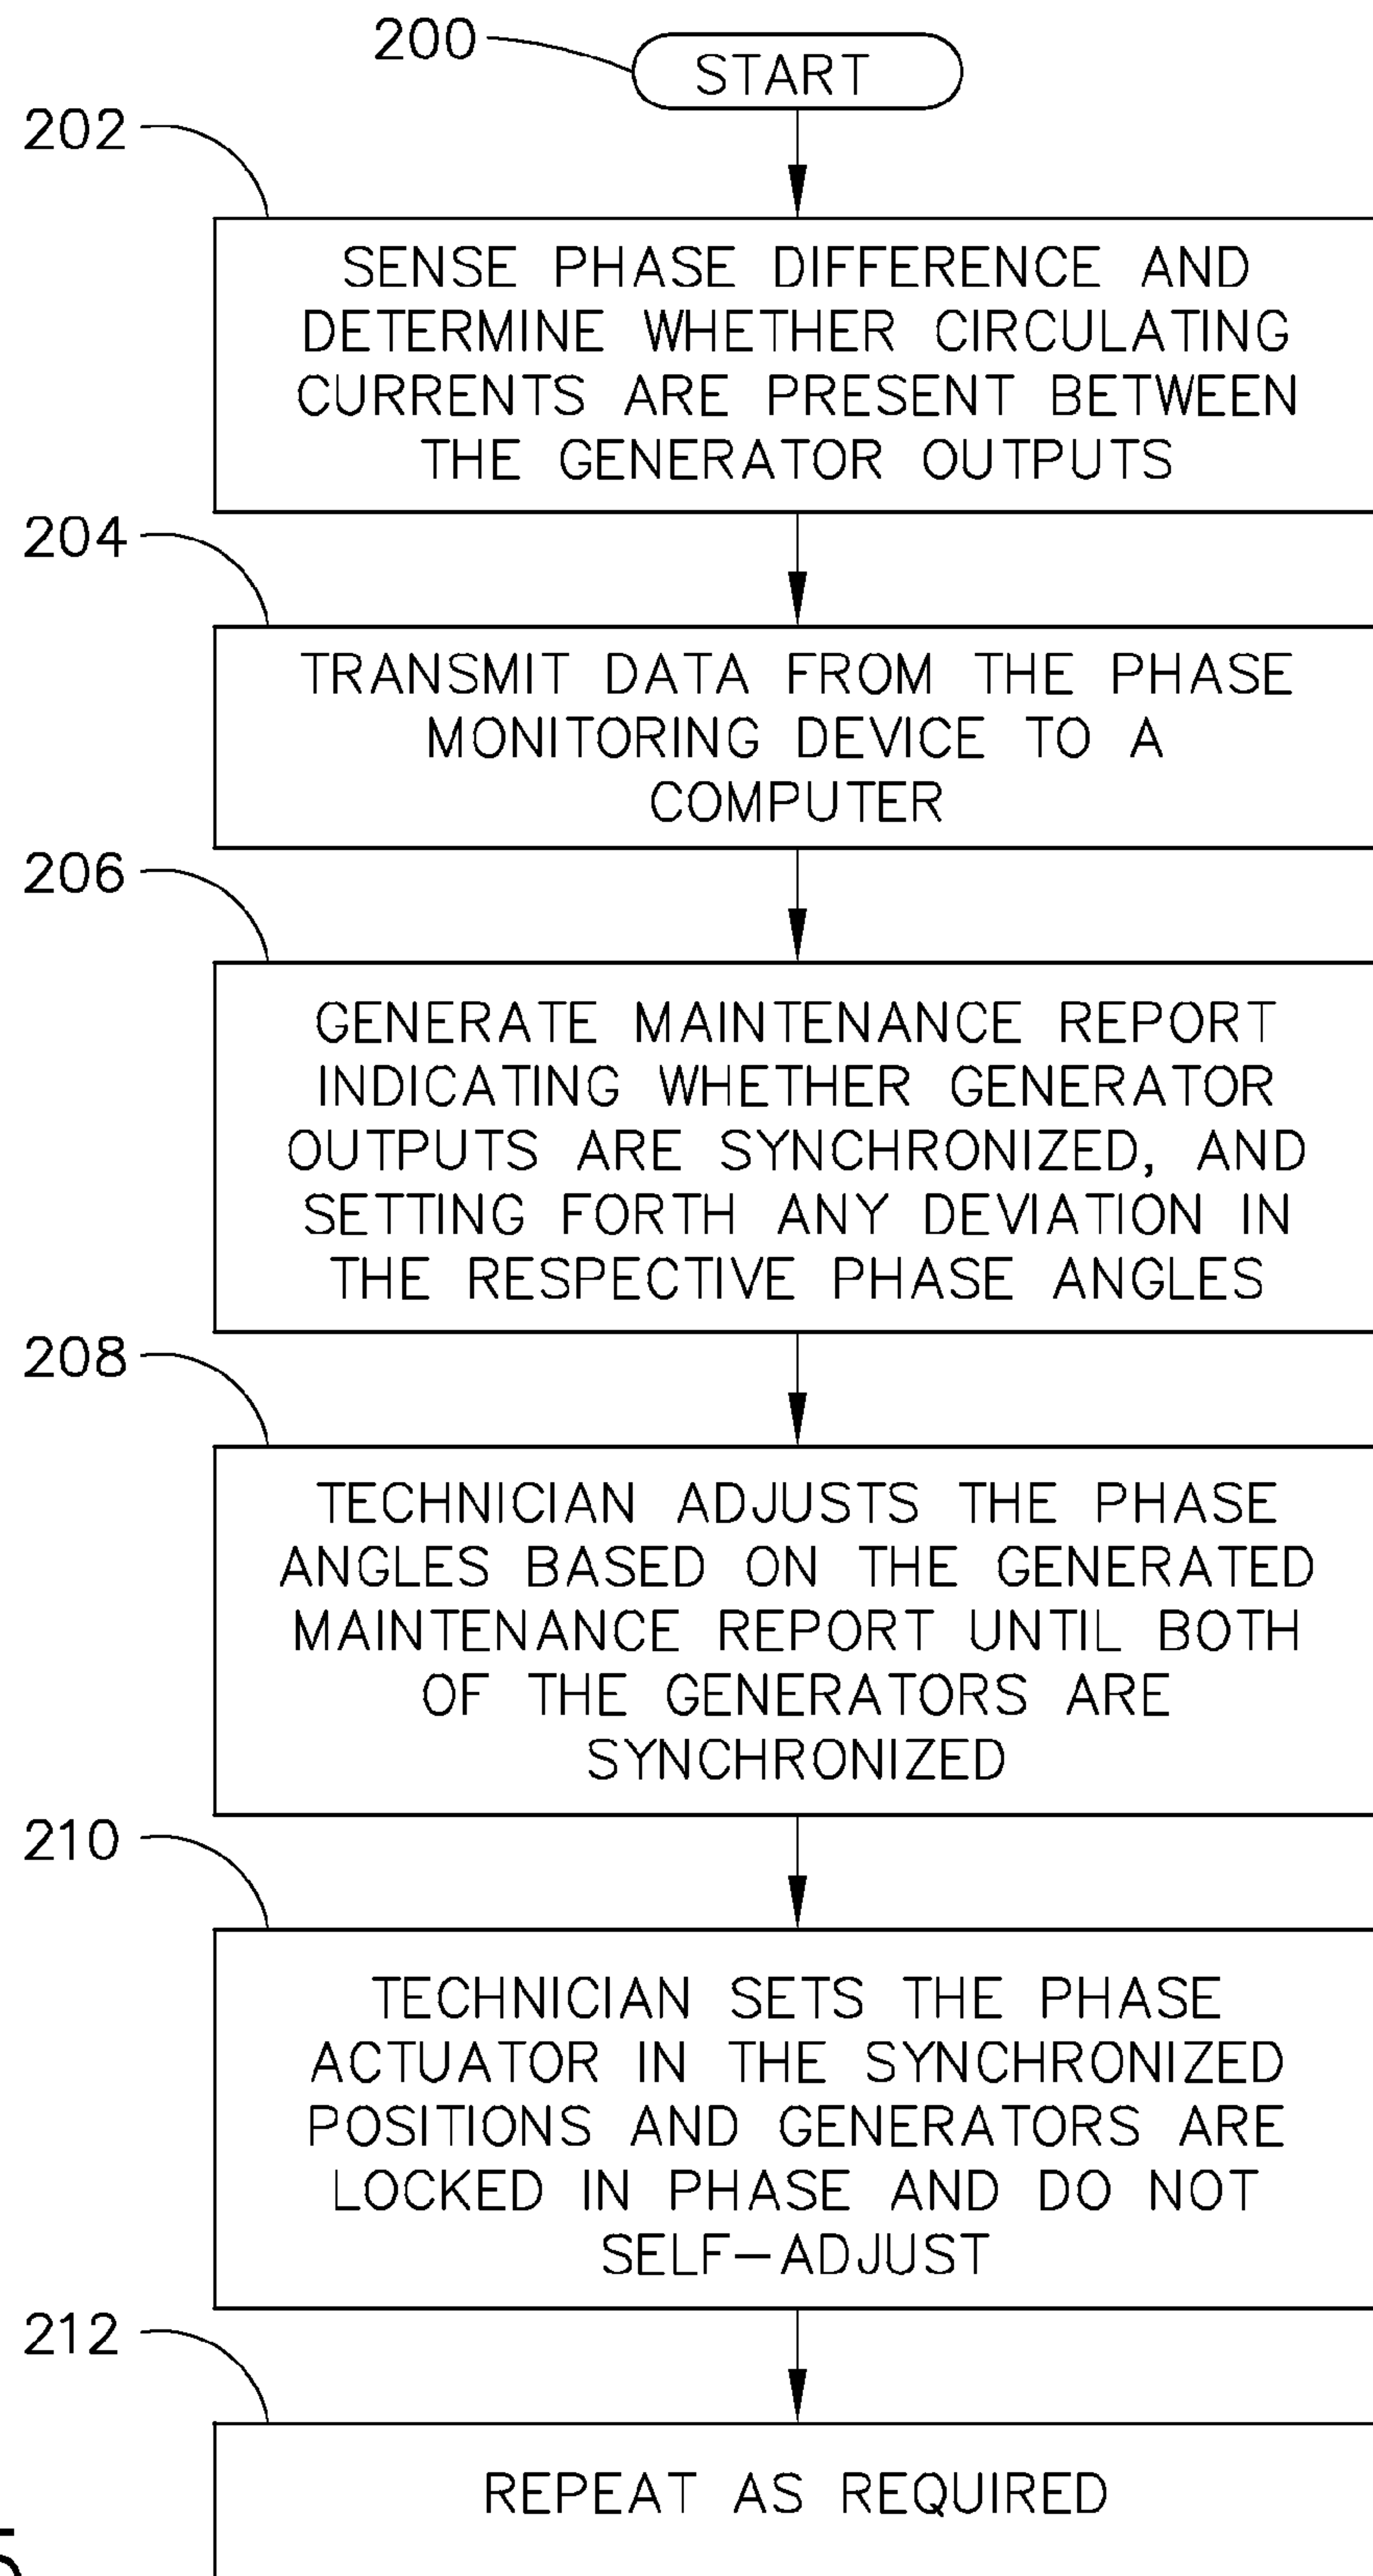 200
START
202
SENSE PHASE DIFFERENCE AND
DETERMINE WHETHER CIRCULATING
CURRENTS ARE PRESENT BETWEEN
THE GENERATOR OUTPUTS
204
TRANSMIT DATA FROM THE PHASE
MONITORING DEVICE TO A
COMPUTER
206
GENERATE MAINTENANCE REPORT
INDICATING WHETHER GENERATOR
OUTPUTS ARE SYNCHRONIZED, AND
SETTING FORTH ANY DEVIATION IN
THE RESPECTIVE PHASE ANGLES
208
TECHNICIAN ADJUSTS THE PHASE
ANGLES BASED ON THE GENERATED
MAINTENANCE REPORT UNTIL BOTH
OF THE GENERATORS ARE
SYNCHRONIZED
210
TECHNICIAN SETS THE PHASE
ACTUATOR IN THE SYNCHRONIZED
POSITIONS AND GENERATORS ARE
LOCKED IN PHASE AND DO NOT
SELF-ADJUST
212
REPEAT AS REQUIRED